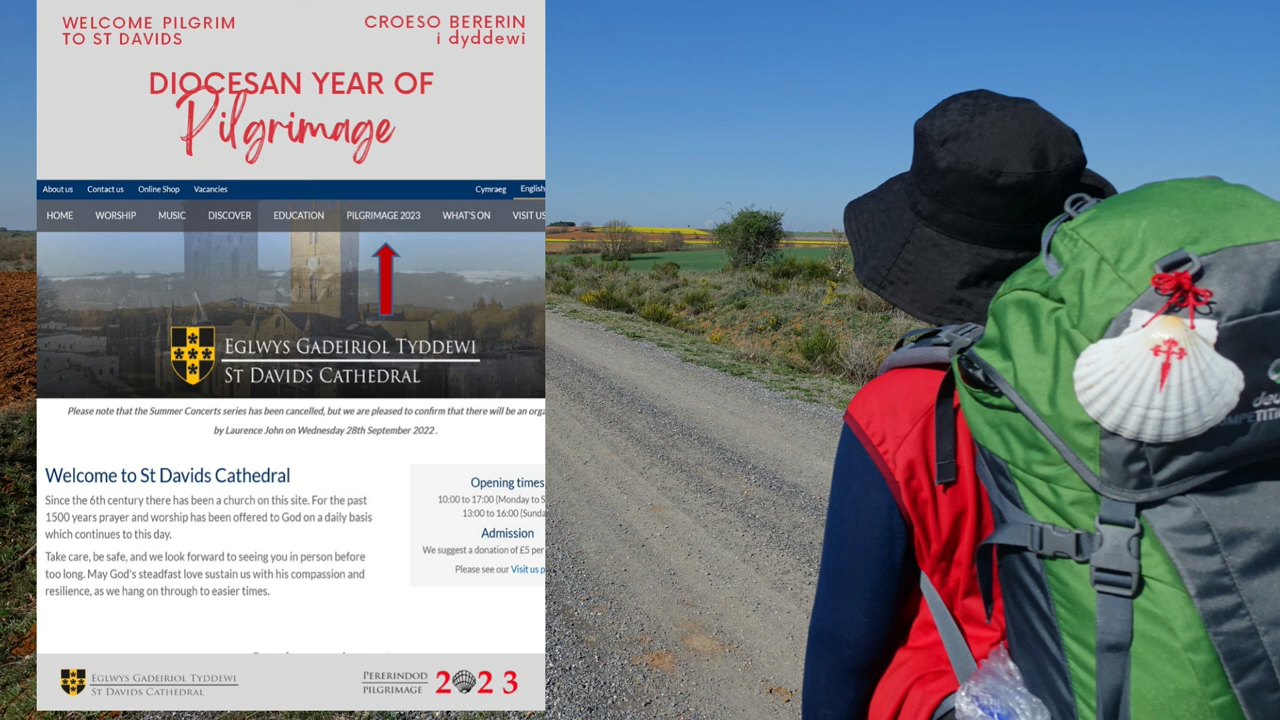 WELCOME PILGRIM
TO ST DAVIDS
CROESO BERERIN
i dyddewi
DIOCESAN YEAR OF
Pilgrimage
About us Contact us Online Shop Vacancies Cymraeg English
HOME WORSHIP MUSIC DISCOVER EDUCATION PILGRIMAGE 2023 WHAT'S ON VISIT US
EGLWYS GADEIRIOL TYDDEWI
ST DAVIDS CATHEDRAL
Please note that the Summer Concerts series has been cancelled, but we are pleased to confirm that there will be an
by Laurence John on Wednesday 28th September 2022 .
Welcome to St Davids Cathedral
Since the 6th century there has been a church on this site. For the past
1500 years prayer and worship has been offered to God on a daily basis
which continues to this day.
Take care, be safe, and we look forward to seeing you in person before
too long. May God's steadfast love sustain us with his compassion and
resilience, as we hang on through to easier times.
Opening times
10:00 to 17:00 (Monday to
13:00 to 16:00
Admission
We suggest a donation of £5 per
Please see our Visit us
EGLWYS GADEIRIOL TYDDEWI
ST DAVIDS CATHEDRAL
PERERINDOD
PILGRIMAGE
2023